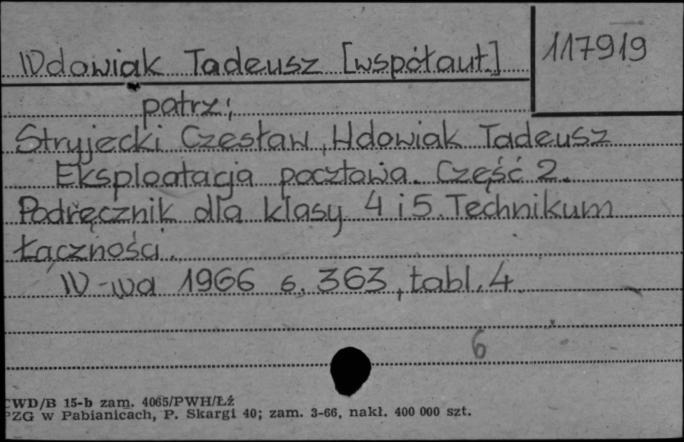 Wdowiak Tadeusz [współaut.]
117919
patrz:
Stryjecki Czesław, Wdowiak Tadeusz
Eksploatacja pocztowa. Część 2.
Podręcznik dla klasy 4 i 5. Technikum
Łączności.
W-wa 1966 s. 363, tabl. 4.
6
CWD/B 15-b zam. 4065/PWH/Łź
PZG w Pabianicach, P. Skargi 40; zam. 3-66, nakł. 400 000 szt.